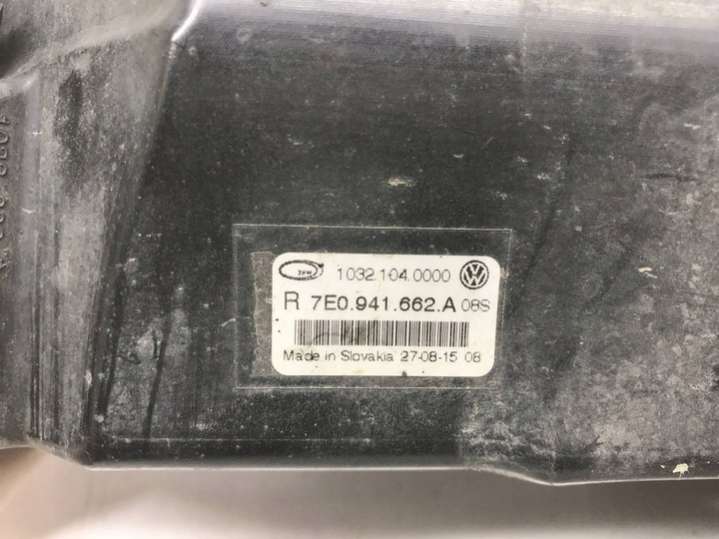 1032.104.0000
R 7E0.941.662.A 08S
Made in Slovakia 27-08-15 08